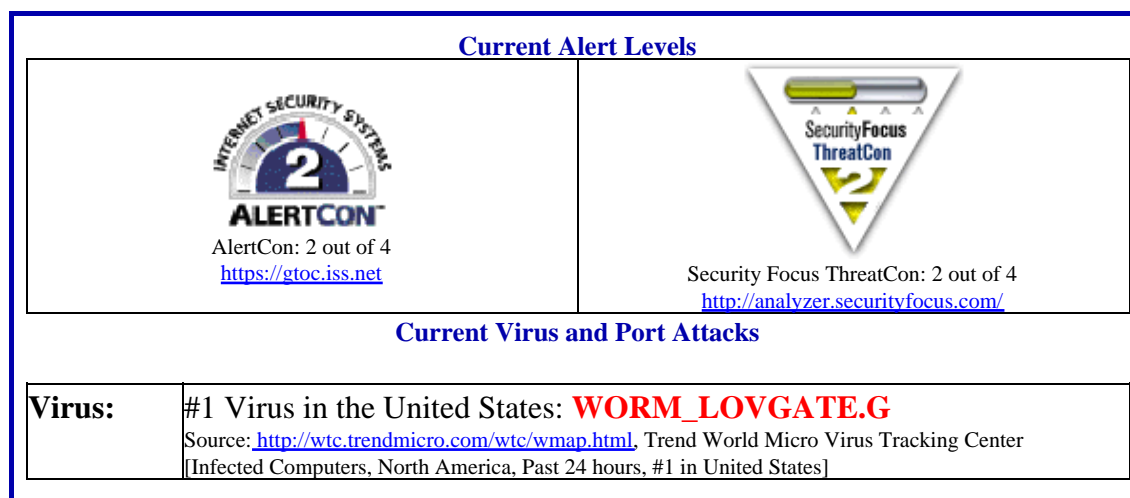 Current Alert Levels
INTERNET SECURITY SYSTEMS
2
ALERTCON™
AlertCon: 2 out of 4
https://gtoc.iss.net
SecurityFocus
ThreatCon
2
Security Focus ThreatCon: 2 out of 4
http://analyzer.securityfocus.com/
Current Virus and Port Attacks
Virus: #1 Virus in the United States: WORM_LOVGATE.G
Source: http://wtc.trendmicro.com/wtc/wmap.html, Trend World Micro Virus Tracking Center
[Infected Computers, North America, Past 24 hours, #1 in United States]